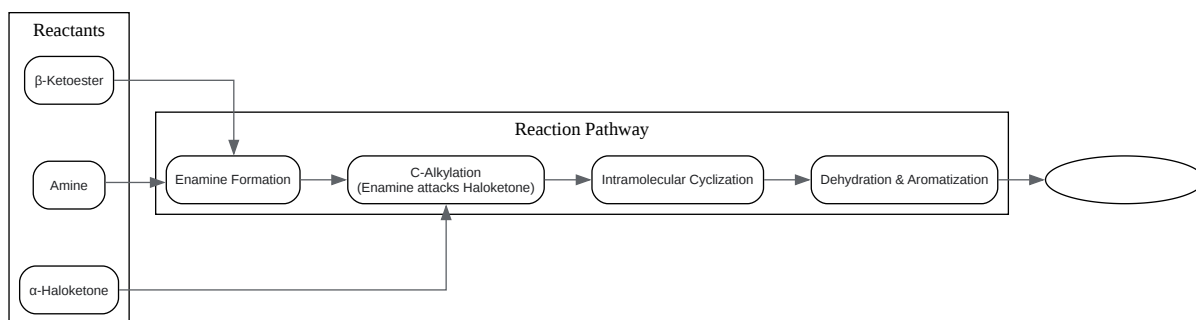 Reactants
β-Ketoester
Amine
α-Haloketone
Reaction Pathway
Enamine Formation
C-Alkylation
(Enamine attacks Haloketone)
Intramolecular Cyclization
Dehydration & Aromatization